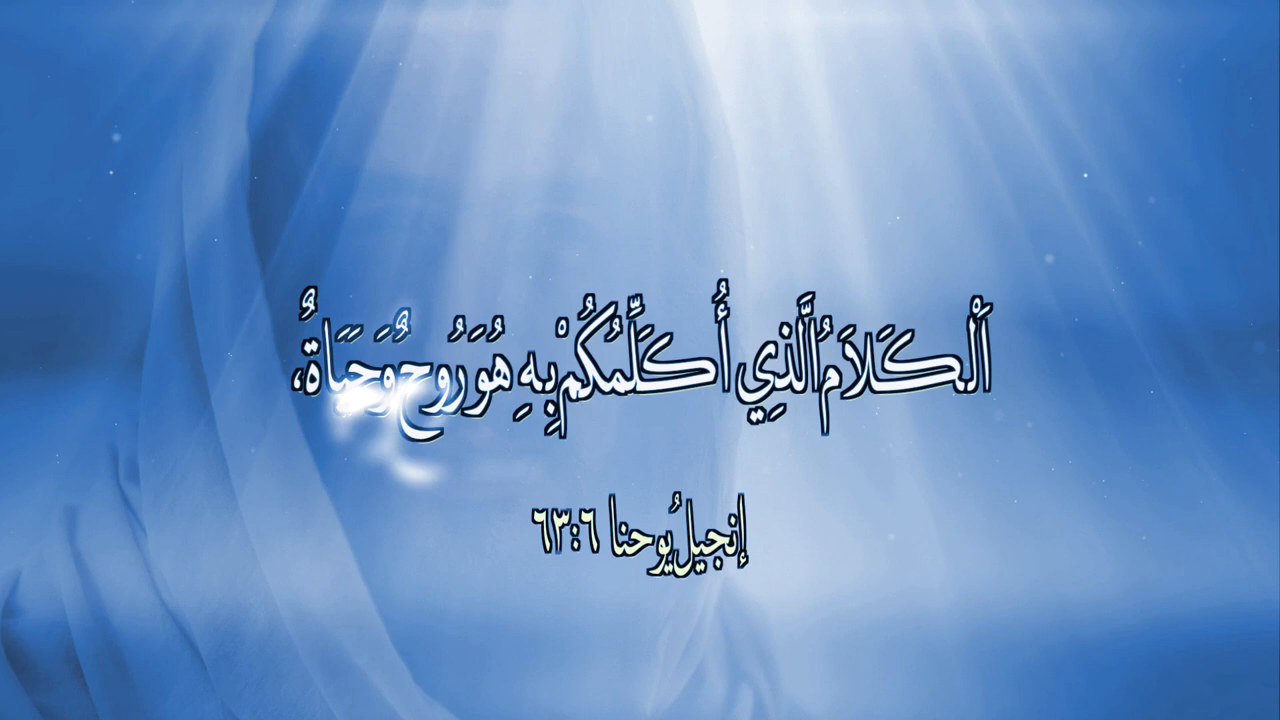 اَلْكَلاَمُ الَّذِي أُكَلِّمُكُمْ بِهِ هُوَ رُوحٌ وَحَيَاةٌ،
إنجيل يُوحنا ٦٣:٦